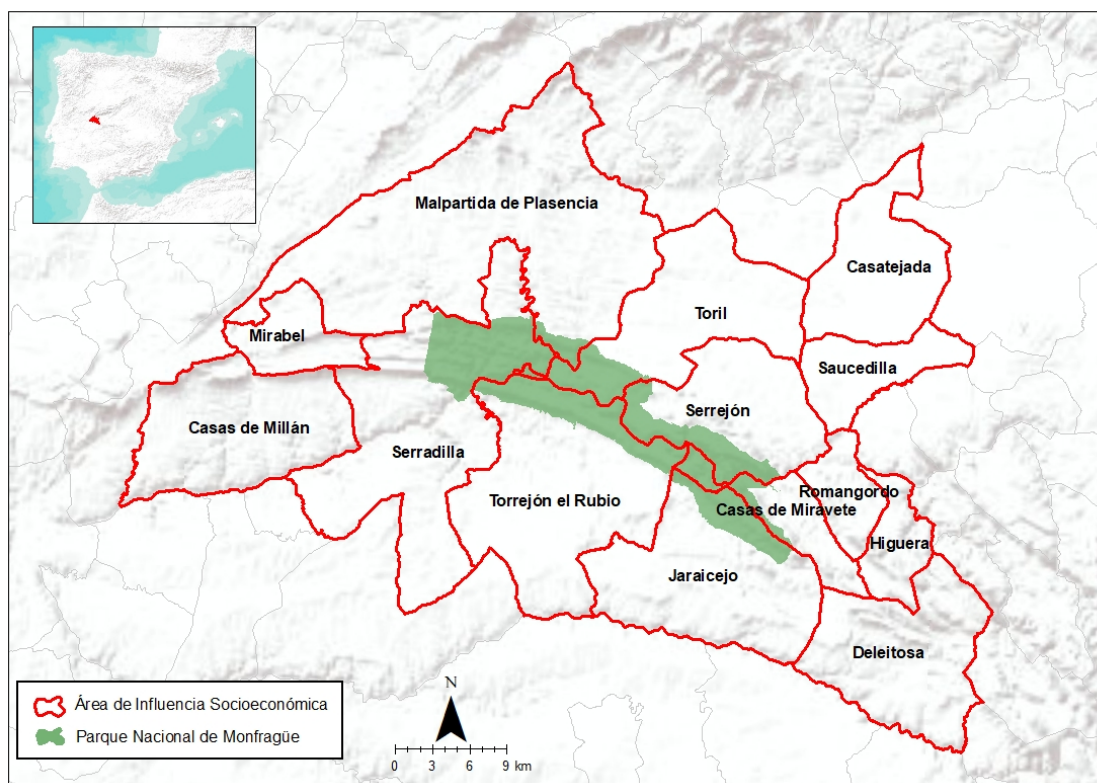 Malpartida de Plasencia
Casatejada
Toril
Mirabel
Saucedilla
Serrejón
Casas de Millán
Serradilla
Romangordo
Torrejón el Rubio
Casas de Miravete
Higuera
Jaraicejo
Deleitosa
Área de Influencia Socioeconómica
Parque Nacional de Monfragüe
N
0 3 6 9 km